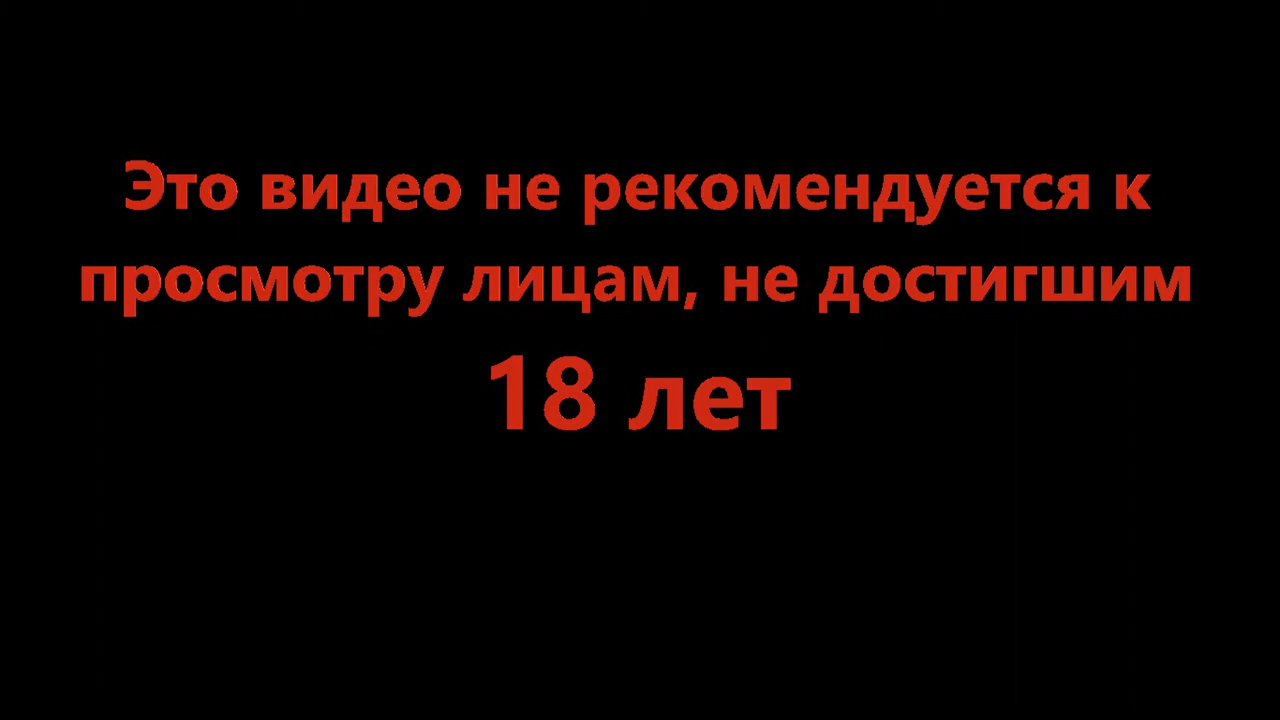 Это видео не рекомендуется к
просмотру лицам, не достигшим
18 лет